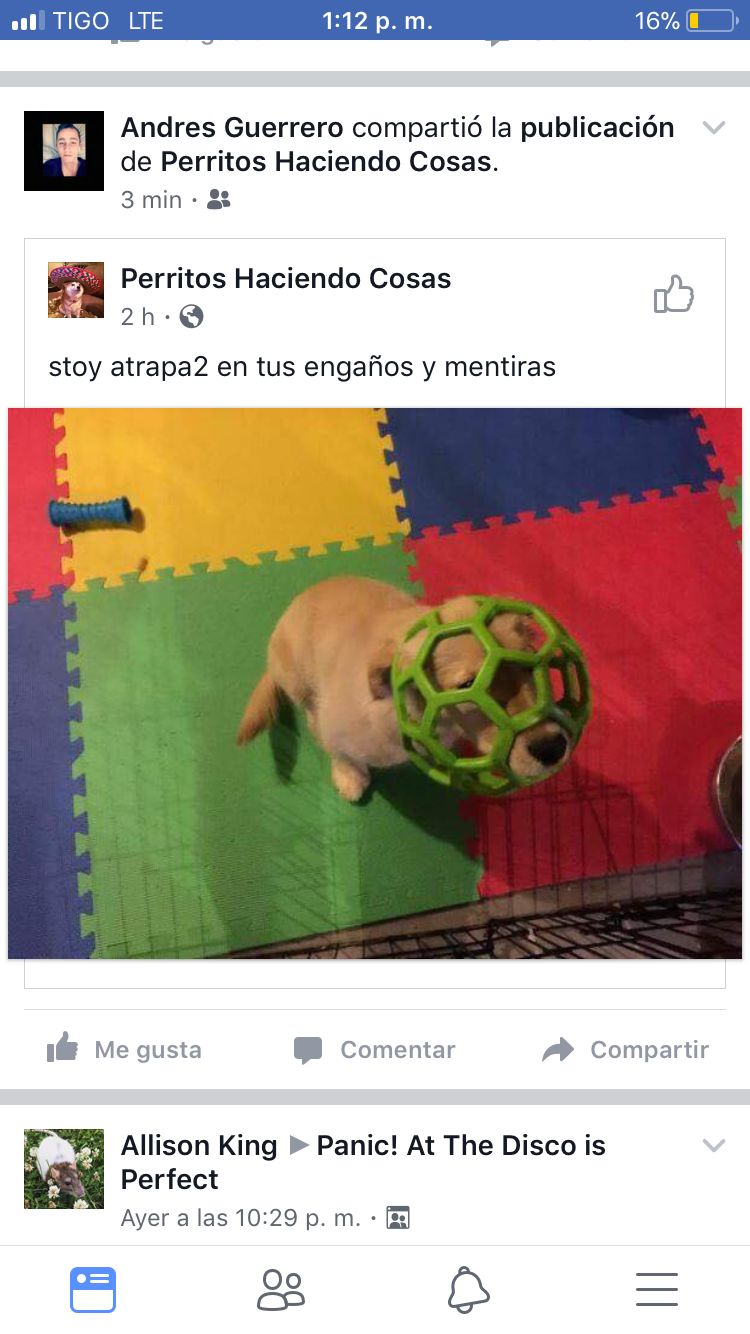 TIGO LTE 1:12 p. m. 16%
Andres Guerrero compartió la publicación
de Perritos Haciendo Cosas.
3 min ·
Perritos Haciendo Cosas
2 h ·
stoy atrapa2 en tus engaños y mentiras
Me gusta Comentar Compartir
Allison King ▶ Panic! At The Disco is
Perfect
Ayer a las 10:29 p. m. ·